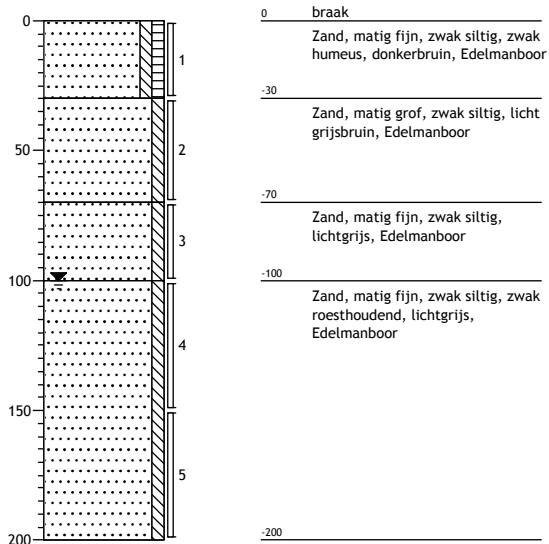 0
50
100
150
200
1
2
3
4
5
0 braak
Zand, matig fijn, zwak siltig, zwak
humeus, donkerbruin, Edelmanboor
-30
Zand, matig grof, zwak siltig, licht
grijsbruin, Edelmanboor
-70
Zand, matig fijn, zwak siltig,
lichtgrijs, Edelmanboor
-100
Zand, matig fijn, zwak siltig, zwak
roesthoudend, lichtgrijs,
Edelmanboor
-200